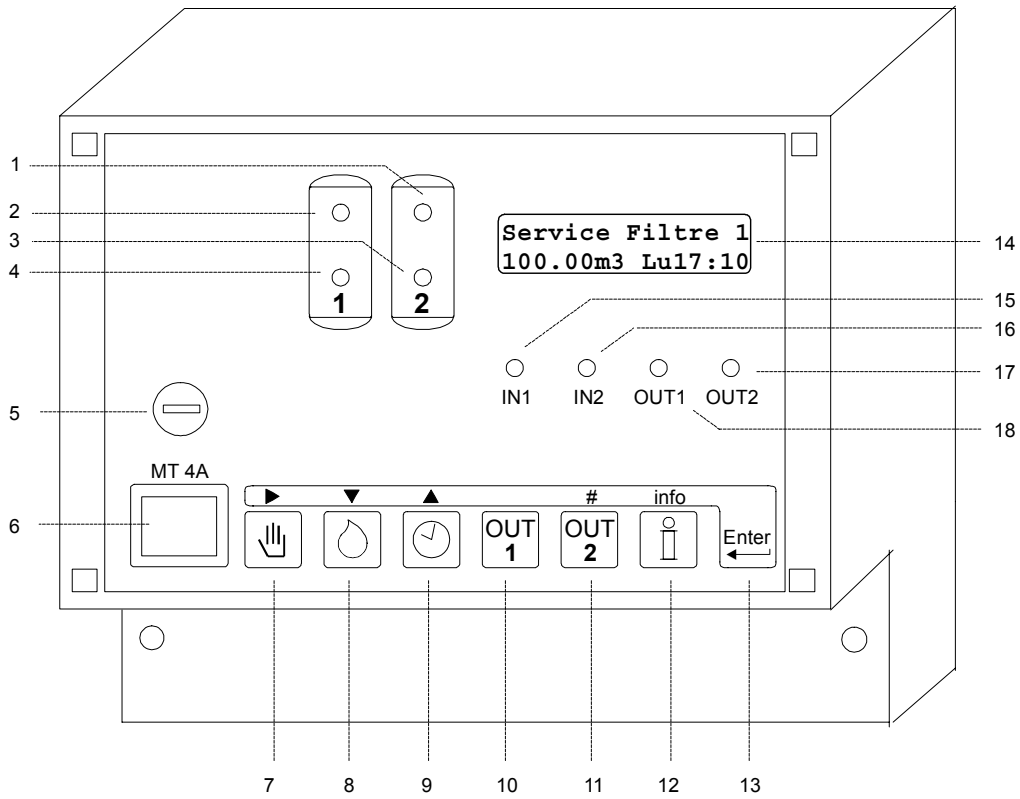 1
2
3
4
1 2
Service Filtre 1
100.00m3 Lu17:10
14
15
16
17
18
IN1 IN2 OUT1 OUT2
5
MT 4A
6
▶ ▼ ▲ # info
OUT 1
OUT 2
Enter
7 8 9 10 11 12 13